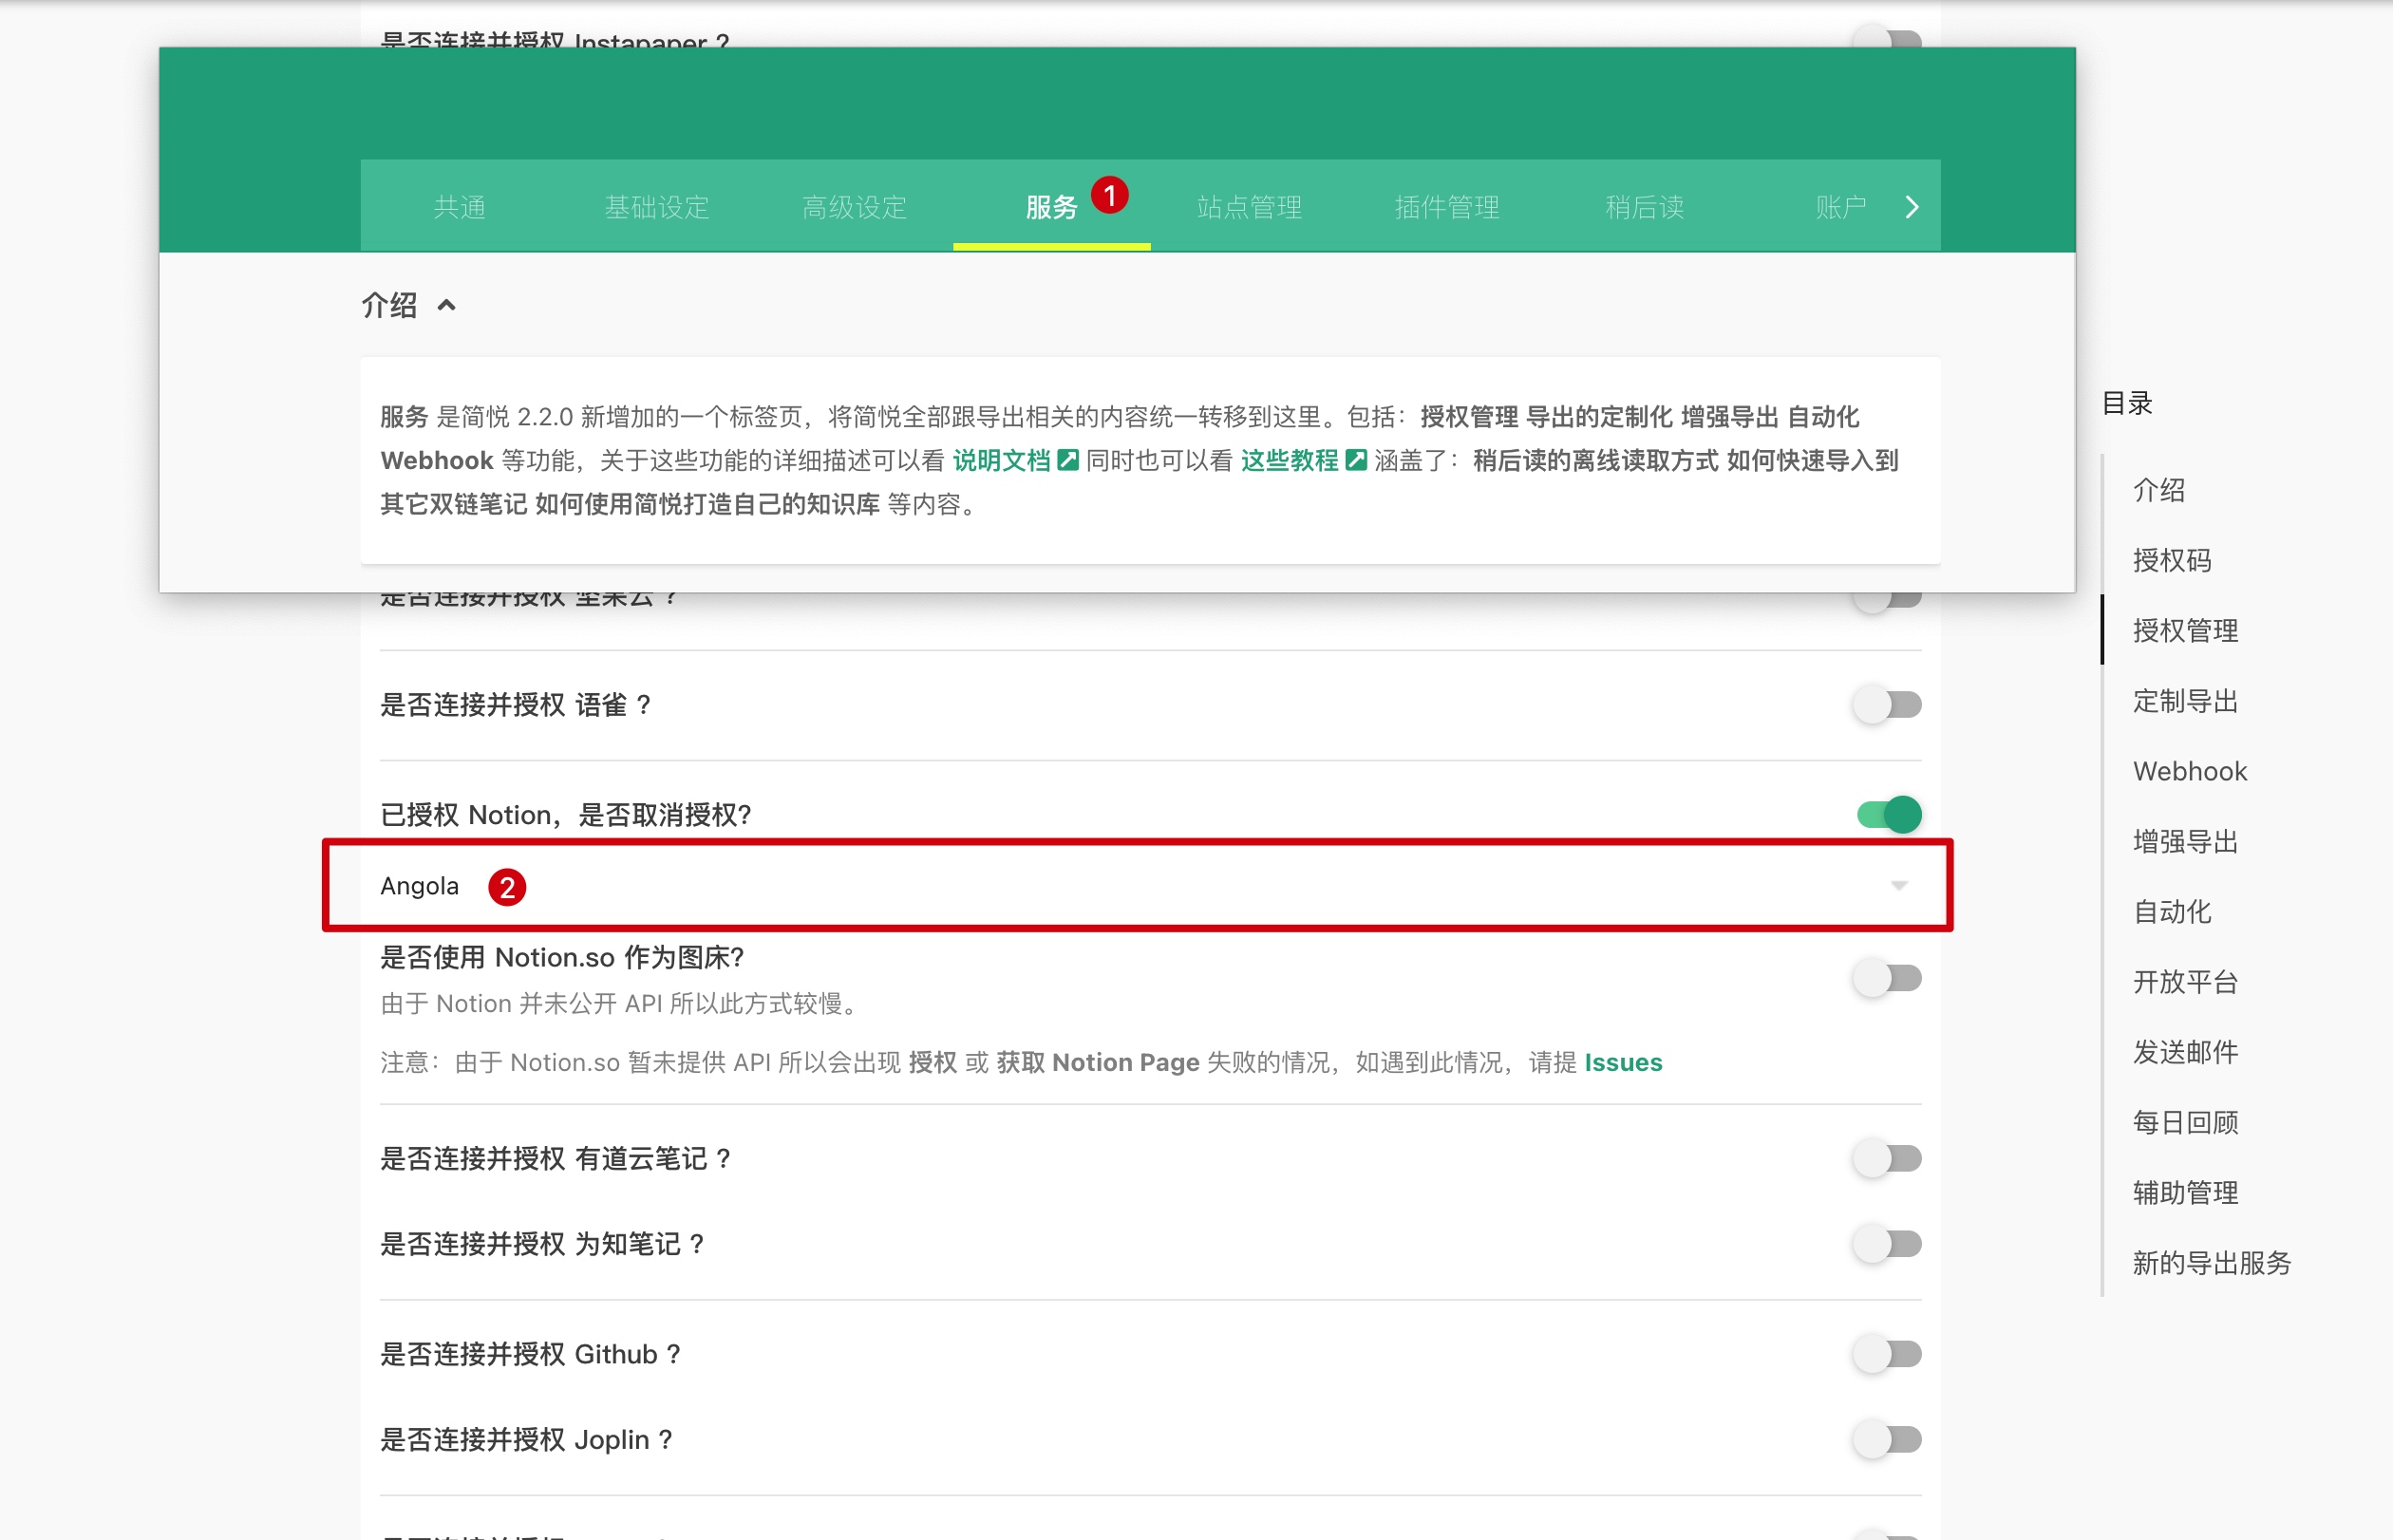 是否连接并授权 Instapaper ?
共通
基础设定
高级设定
服务
1
站点管理
插件管理
稍后读
账户
介绍
服务 是简悦 2.2.0 新增加的一个标签页，将简悦全部跟导出相关的内容统一转移到这里。包括：授权管理 导出的定制化 增强导出 自动化
Webhook 等功能，关于这些功能的详细描述可以看 说明文档 同时也可以看 这些教程 涵盖了：稍后读的离线读取方式 如何快速导入到
其它双链笔记 如何使用简悦打造自己的知识库 等内容。
是否连接并授权 坚果云 ?
是否连接并授权 语雀 ?
已授权 Notion，是否取消授权?
Angola
2
是否使用 Notion.so 作为图床?
由于 Notion 并未公开 API 所以此方式较慢。
注意：由于 Notion.so 暂未提供 API 所以会出现 授权 或 获取 Notion Page 失败的情况，如遇到此情况，请提 Issues
是否连接并授权 有道云笔记 ?
是否连接并授权 为知笔记 ?
是否连接并授权 Github ?
是否连接并授权 Joplin ?
目录
介绍
授权码
授权管理
定制导出
Webhook
增强导出
自动化
开放平台
发送邮件
每日回顾
辅助管理
新的导出服务